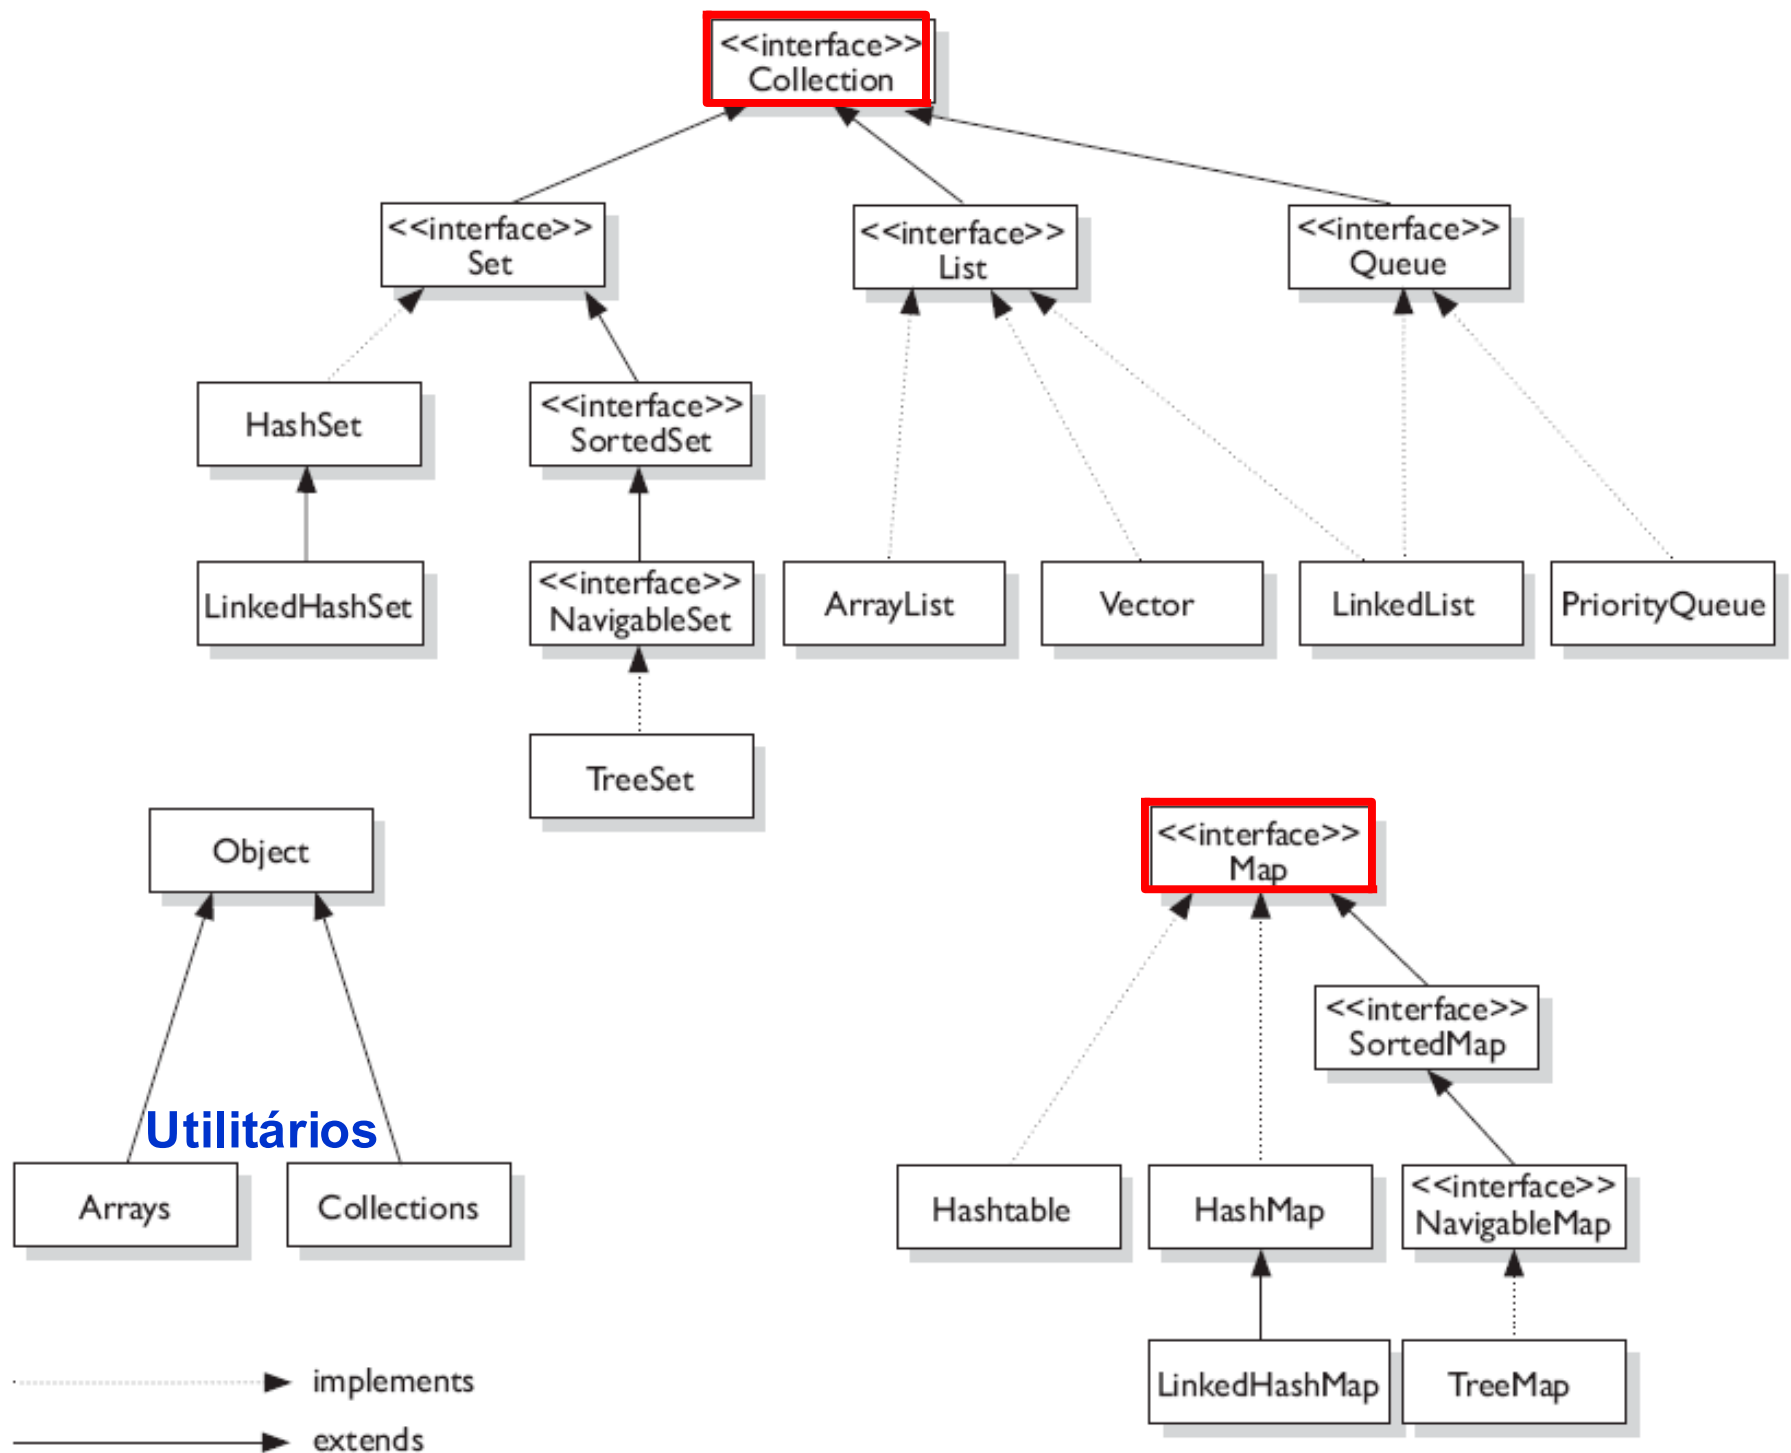 <<interface>>
Collection
<<interface>>
Set
<<interface>>
List
<<interface>>
Queue
HashSet
<<interface>>
SortedSet
LinkedHashSet
<<interface>>
NavigableSet
ArrayList
Vector
LinkedList
PriorityQueue
TreeSet
Object
<<interface>>
Map
<<interface>>
SortedMap
Utilitários
Arrays
Collections
Hashtable
HashMap
<<interface>>
NavigableMap
LinkedHashMap
TreeMap
implements
extends